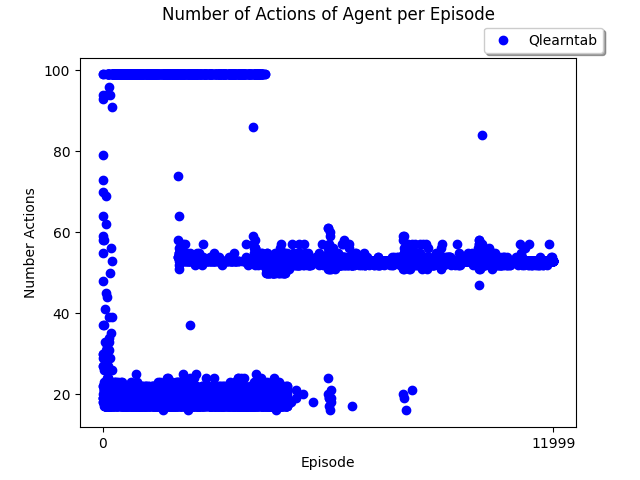 Number of Actions of Agent per Episode
Qlearntab
100
80
60
40
20
Number Actions
0
11999
Episode